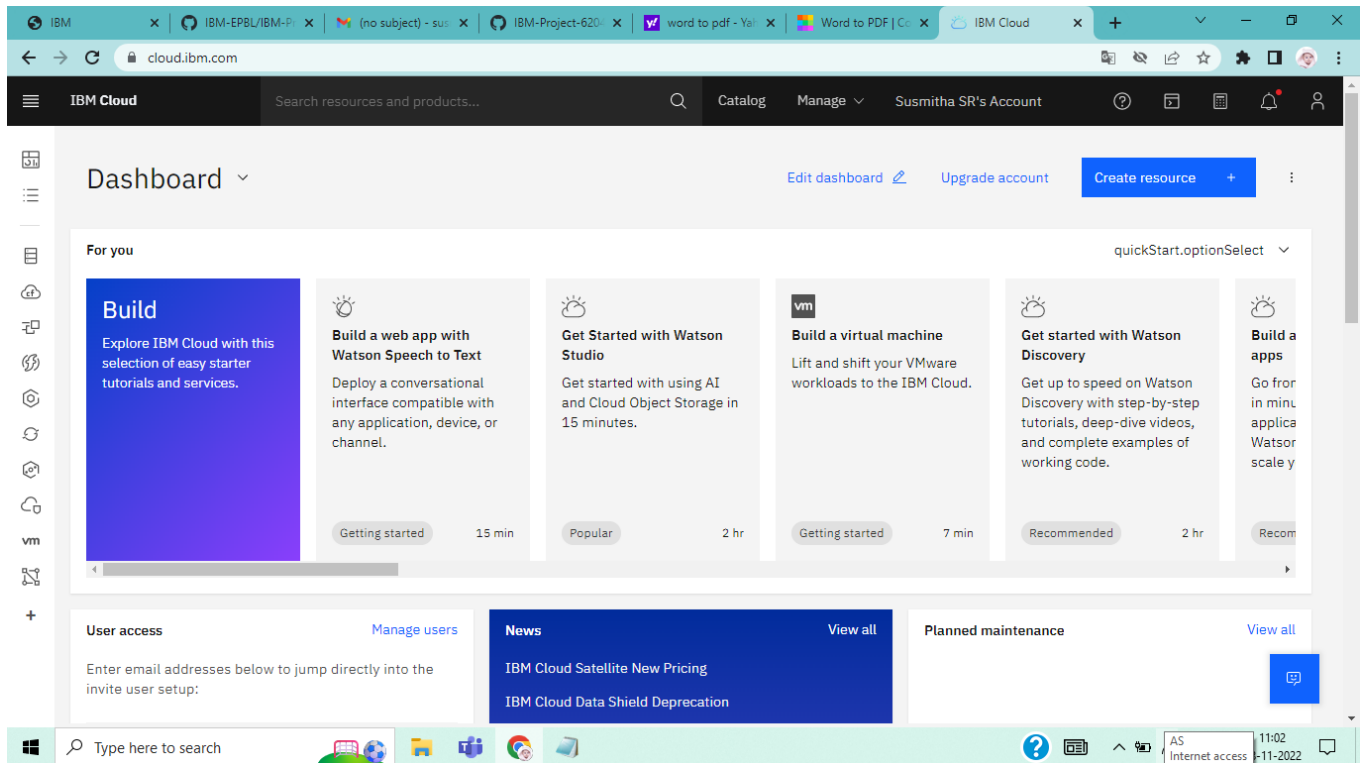 IBM
IBM-EPBL/IBM-Pr
(no subject) - sus
IBM-Project-6204
word to pdf - Yah
Word to PDF | Co
IBM Cloud
cloud.ibm.com
IBM Cloud
Search resources and products...
Catalog
Manage
Susmitha SR's Account
Dashboard
Edit dashboard
Upgrade account
Create resource +
For you
quickStart.optionSelect
Build
Explore IBM Cloud with this
selection of easy starter
tutorials and services.
Build a web app with
Watson Speech to Text
Deploy a conversational
interface compatible with
any application, device, or
channel.
Getting started
15 min
Get Started with Watson
Studio
Get started with using AI
and Cloud Object Storage in
15 minutes.
Popular
2 hr
vm
Build a virtual machine
Lift and shift your VMware
workloads to the IBM Cloud.
Getting started
7 min
Get started with Watson
Discovery
Get up to speed on Watson
Discovery with step-by-step
tutorials, deep-dive videos,
and complete examples of
working code.
Recommended
2 hr
Build a
apps
Go fror
in minu
applica
Watsor
scale y
Recom
vm
User access
Manage users
Enter email addresses below to jump directly into the
invite user setup:
News
View all
IBM Cloud Satellite New Pricing
IBM Cloud Data Shield Deprecation
Planned maintenance
View all
Type here to search
AS
Internet access
11:02
-11-2022